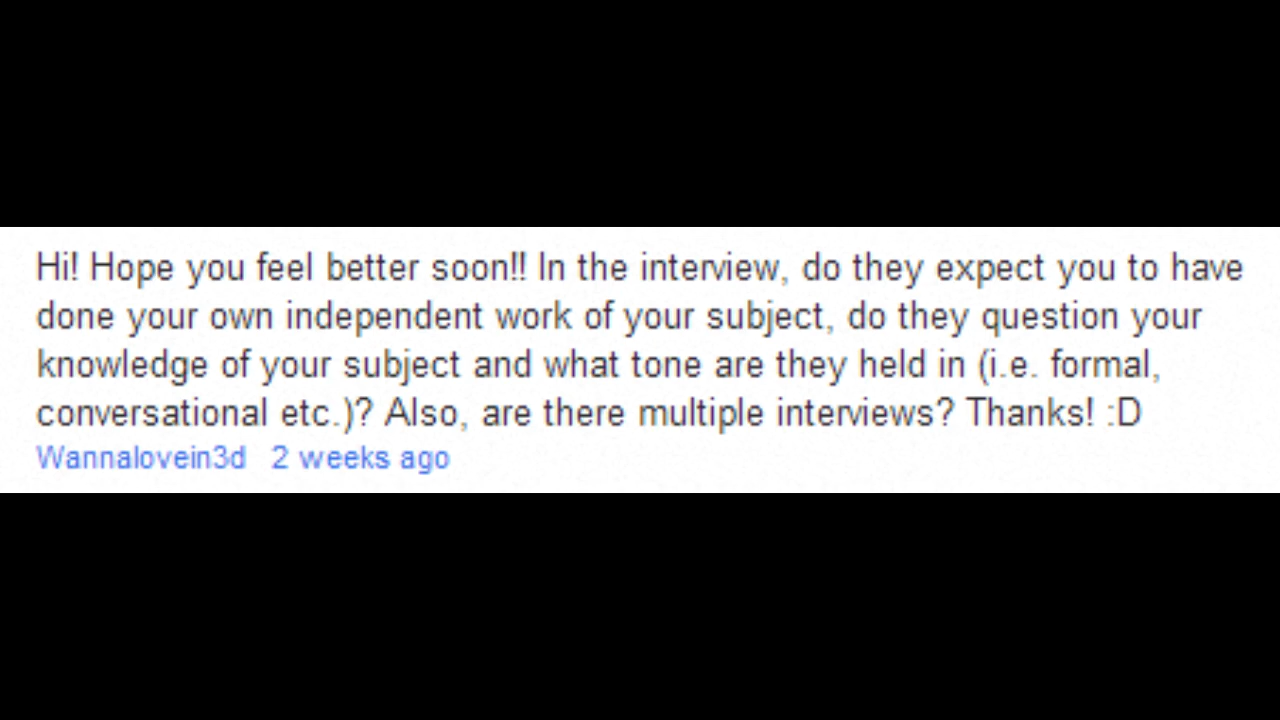 Hi! Hope you feel better soon!! In the interview, do they expect you to have
done your own independent work of your subject, do they question your
knowledge of your subject and what tone are they held in (i.e. formal,
conversational etc.)? Also, are there multiple interviews? Thanks! :D
Wannalovein3d 2 weeks ago